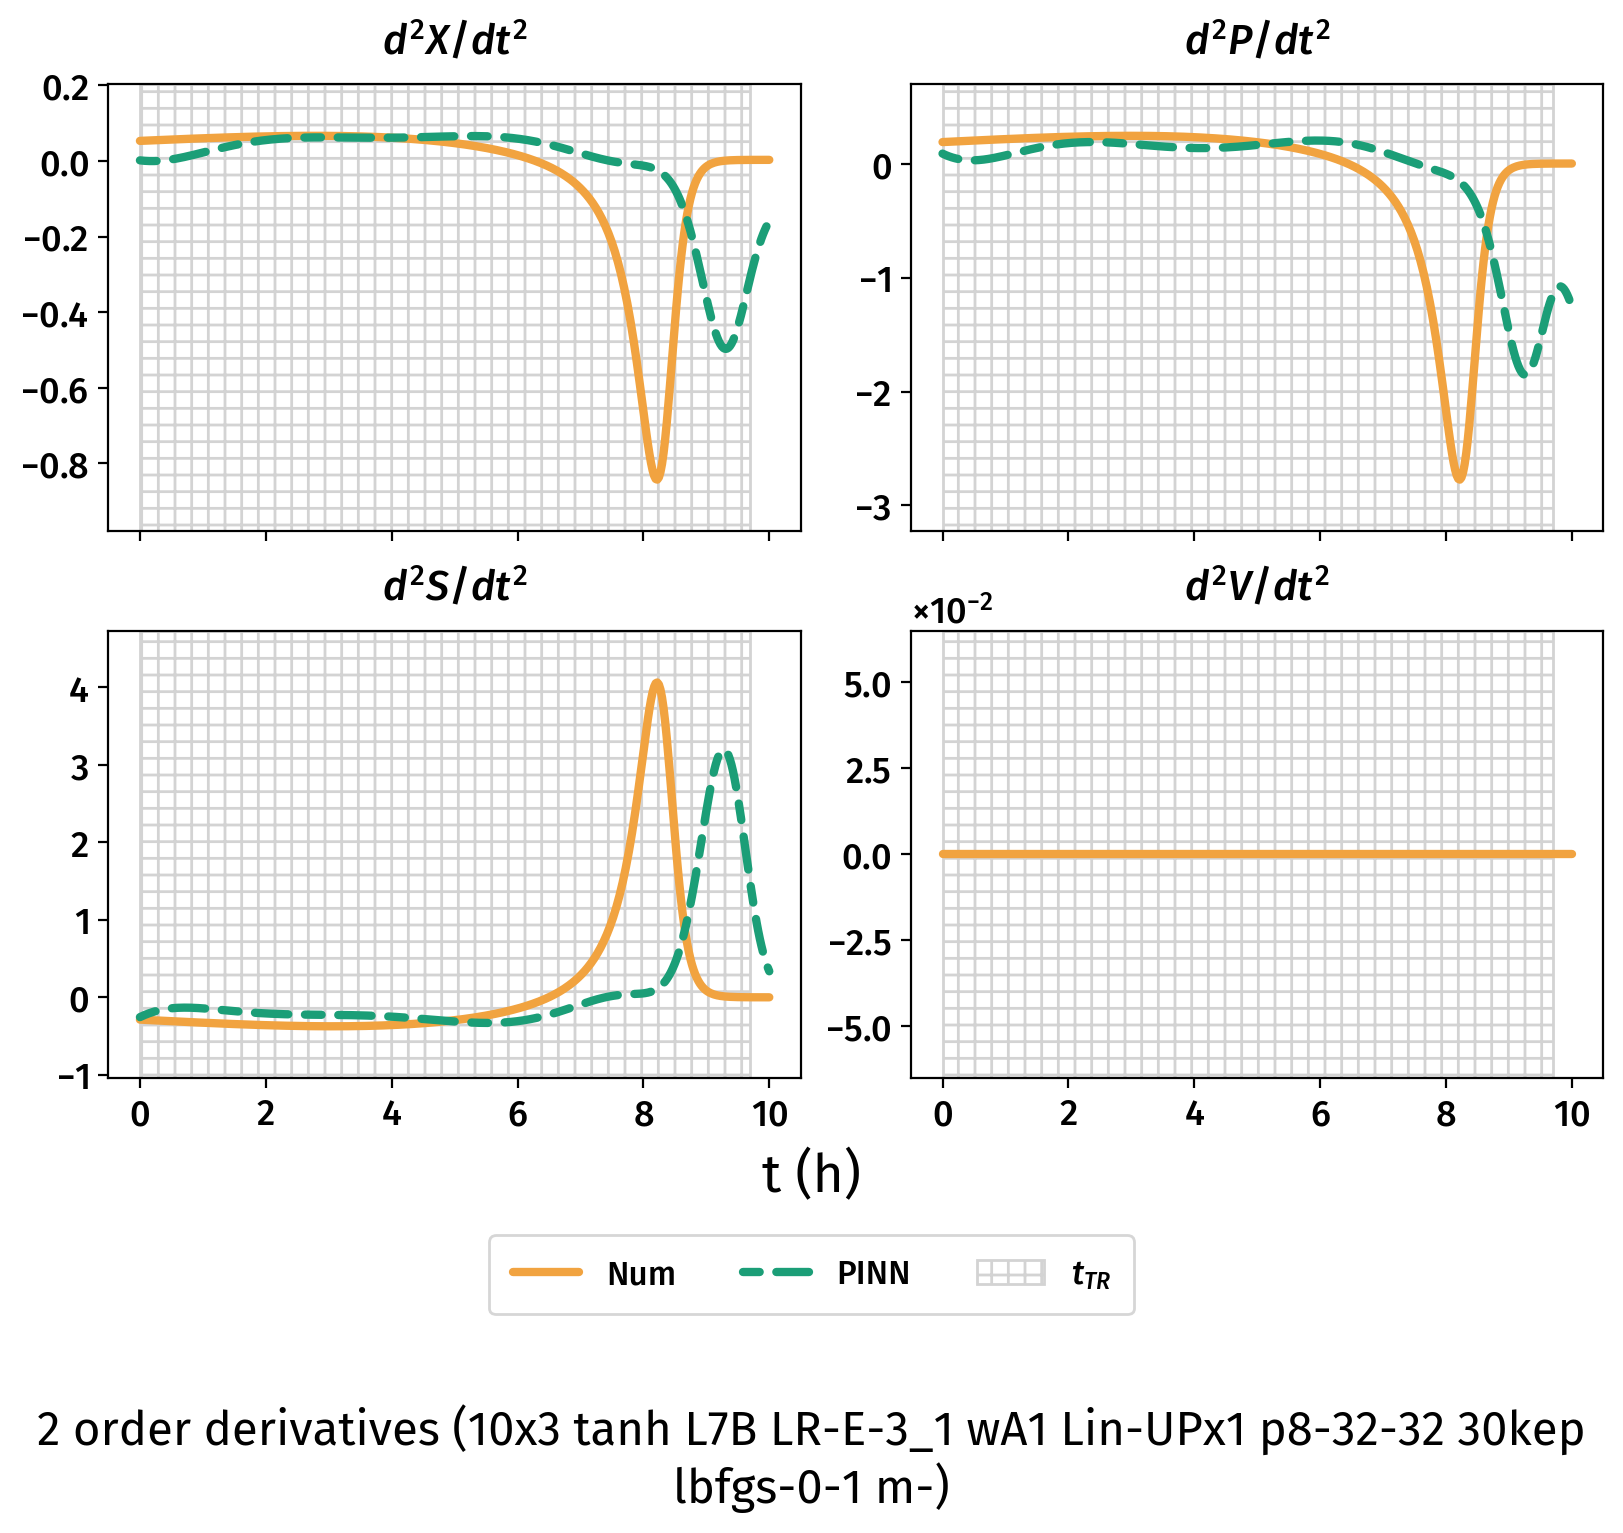 d²X/dt²
d²P/dt²
0.2
0.0
−0.2
−0.4
−0.6
−0.8
0
−1
−2
−3
d²S/dt²
d²V/dt²
×10⁻²
4
3
2
1
0
−1
5.0
2.5
0.0
−2.5
−5.0
0 2 4 6 8 10
0 2 4 6 8 10
t (h)
Num PINN t_TR
2 order derivatives (10x3 tanh L7B LR-E-3_1 wA1 Lin-UPx1 p8-32-32 30kep
lbfgs-0-1 m-)